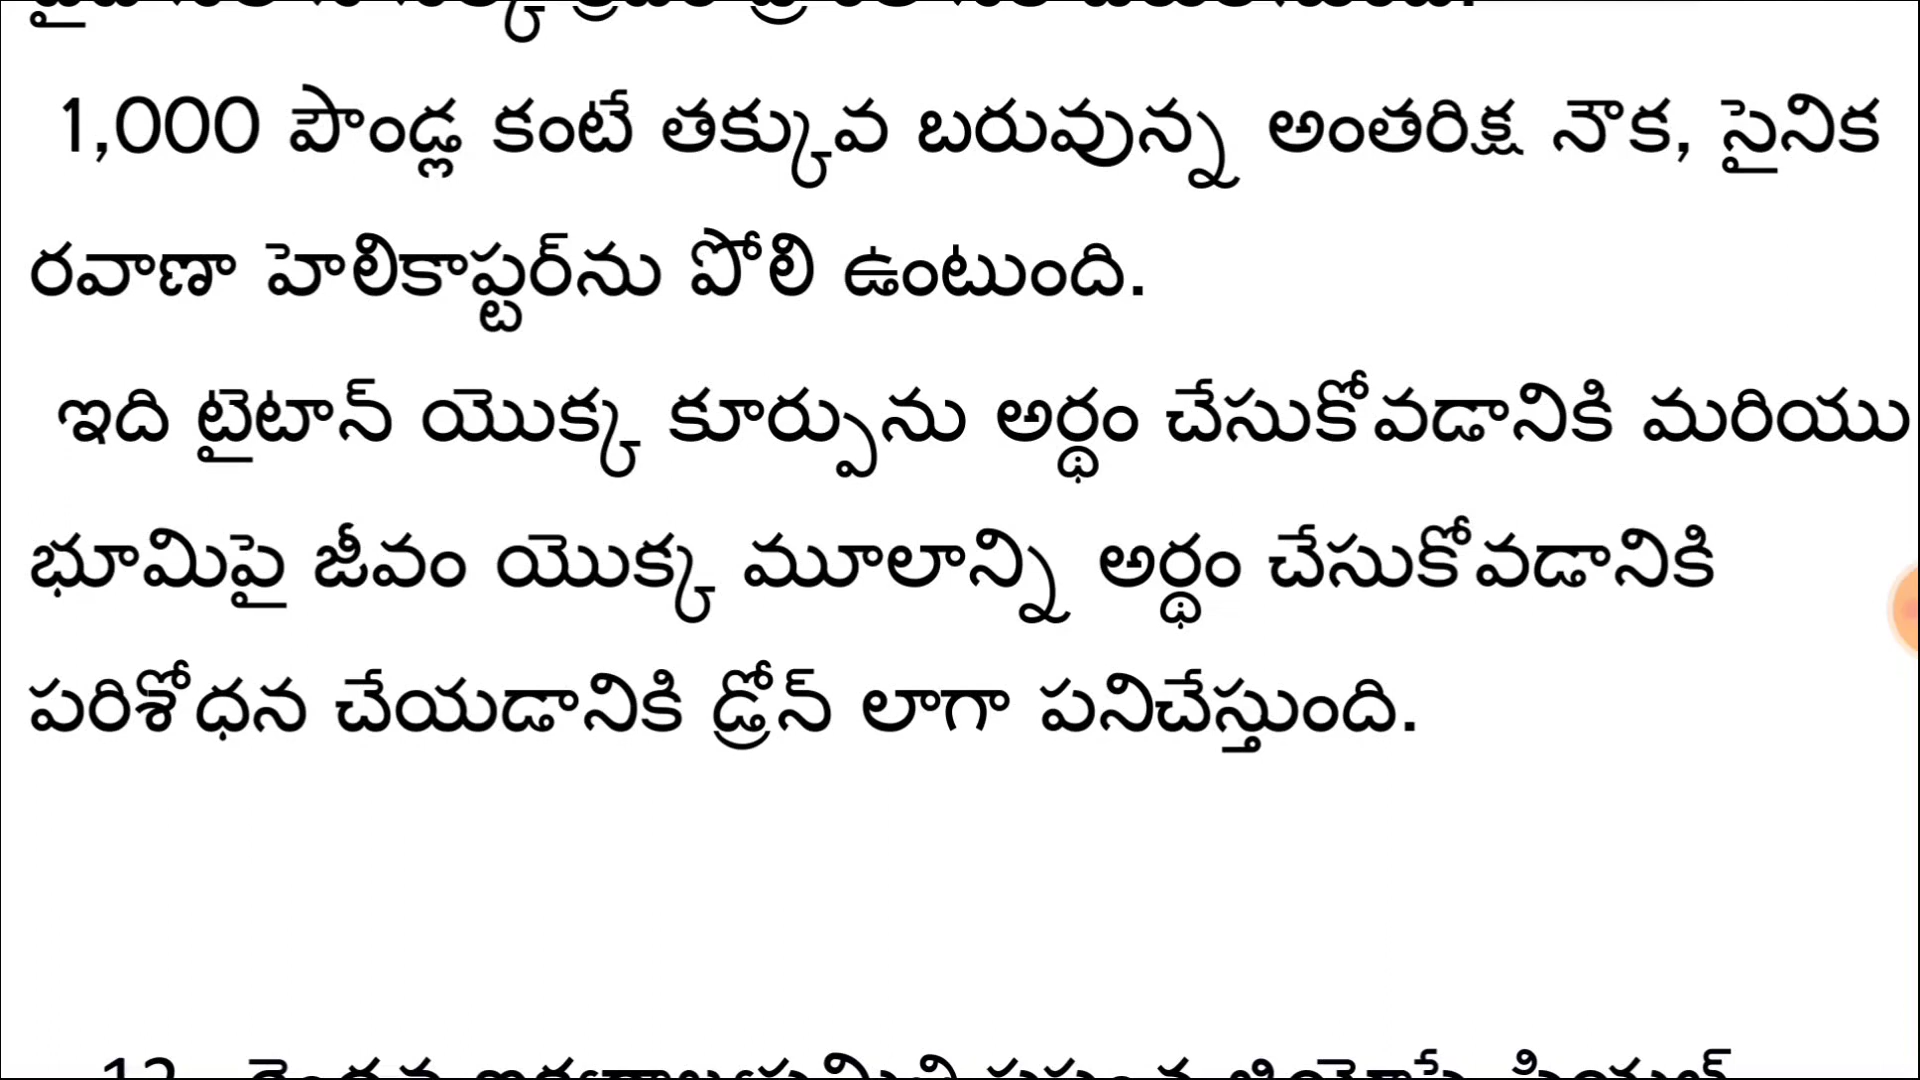 1,000 పౌండ్ల కంటే తక్కువ బరువున్న అంతరిక్ష నౌక, సైనిక
రవాణా హెలికాప్టర్‌ను పోలి ఉంటుంది.
ఇది టైటాన్ యొక్క కూర్పును అర్థం చేసుకోవడానికి మరియు
భూమిపై జీవం యొక్క మూలాన్ని అర్థం చేసుకోవడానికి
పరిశోధన చేయడానికి డ్రోన్ లాగా పనిచేస్తుంది.